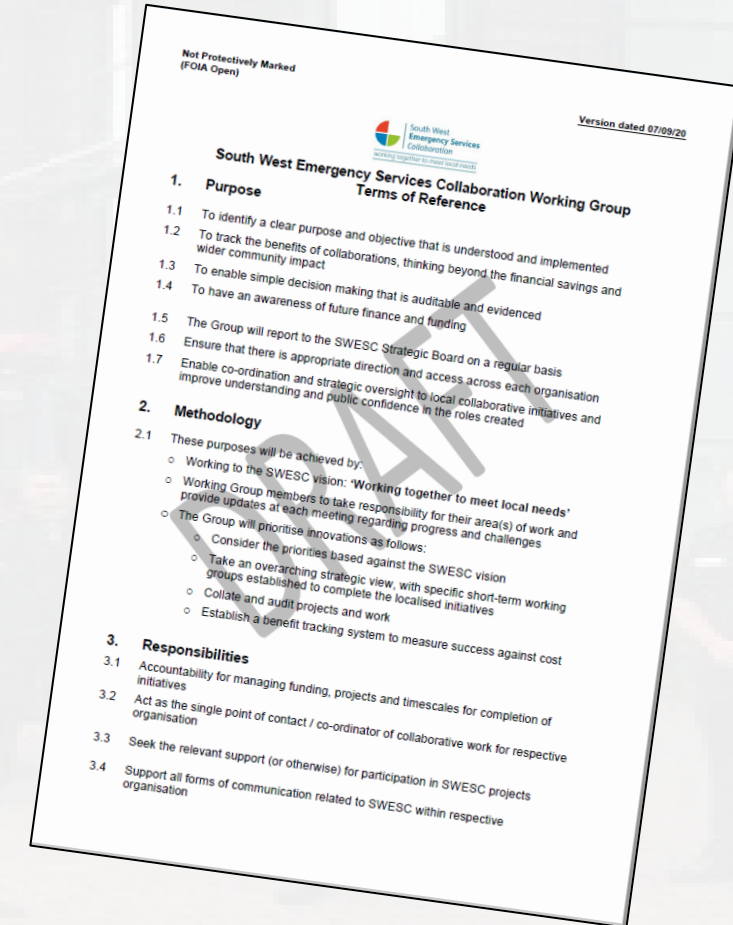 Not Protectively Marked
(FOIA Open)
Version dated 07/09/20
South West
Emergency Services
Collaboration
working together to meet local needs
South West Emergency Services Collaboration Working Group
Terms of Reference
1. Purpose
1.1 To identify a clear purpose and objective that is understood and implemented
1.2 To track the benefits of collaborations, thinking beyond the financial savings and
wider community impact
1.3 To enable simple decision making that is auditable and evidenced
1.4 To have an awareness of future finance and funding
1.5 The Group will report to the SWESC Strategic Board on a regular basis
1.6 Ensure that there is appropriate direction and access across each organisation
1.7 Enable co-ordination and strategic oversight to local collaborative initiatives and
improve understanding and public confidence in the roles created
2. Methodology
2.1 These purposes will be achieved by:
○ Working to the SWESC vision: ‘Working together to meet local needs’
○ Working Group members to take responsibility for their area(s) of work and
provide updates at each meeting regarding progress and challenges
○ The Group will prioritise innovations as follows:
○ Consider the priorities based against the SWESC vision
○ Take an overarching strategic view, with specific short-term working
groups established to complete the localised initiatives
○ Collate and audit projects and work
○ Establish a benefit tracking system to measure success against cost
3. Responsibilities
3.1 Accountability for managing funding, projects and timescales for completion of
initiatives
3.2 Act as the single point of contact / co-ordinator of collaborative work for respective
organisation
3.3 Seek the relevant support (or otherwise) for participation in SWESC projects
3.4 Support all forms of communication related to SWESC within respective
organisation
DRAFT